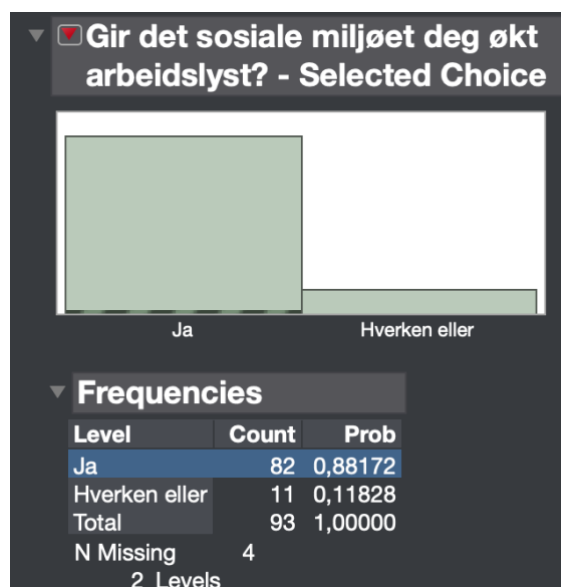 Gir det sosiale miljøet deg økt
arbeidslyst? - Selected Choice
Ja Hverken eller
Frequencies
Level Count Prob
Ja 82 0,88172
Hverken eller 11 0,11828
Total 93 1,00000
N Missing 4
2 Levels